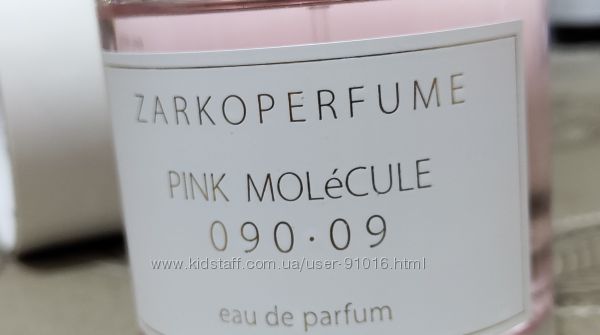 ZARKOPERFUME
PINK MOLéCULE
090·09
www.kidstaff.com.ua/user-91016.html
eau de parfum